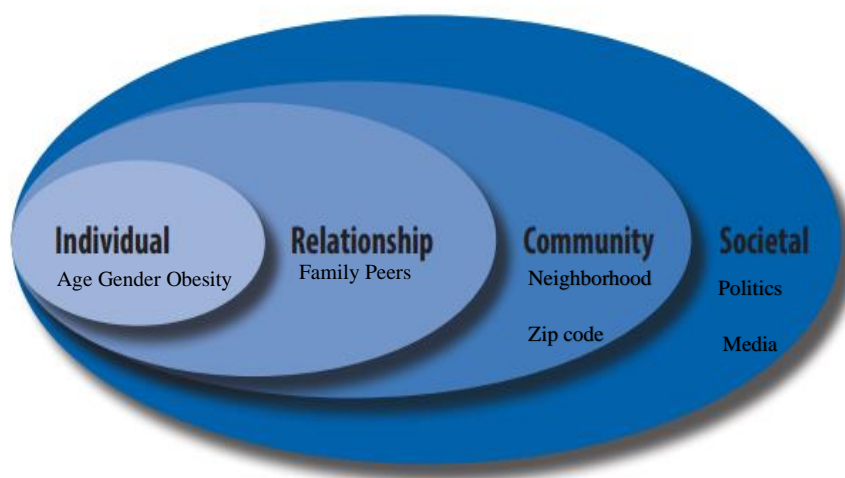 Individual
Age Gender Obesity
Relationship
Family Peers
Community
Neighborhood
Zip code
Societal
Politics
Media